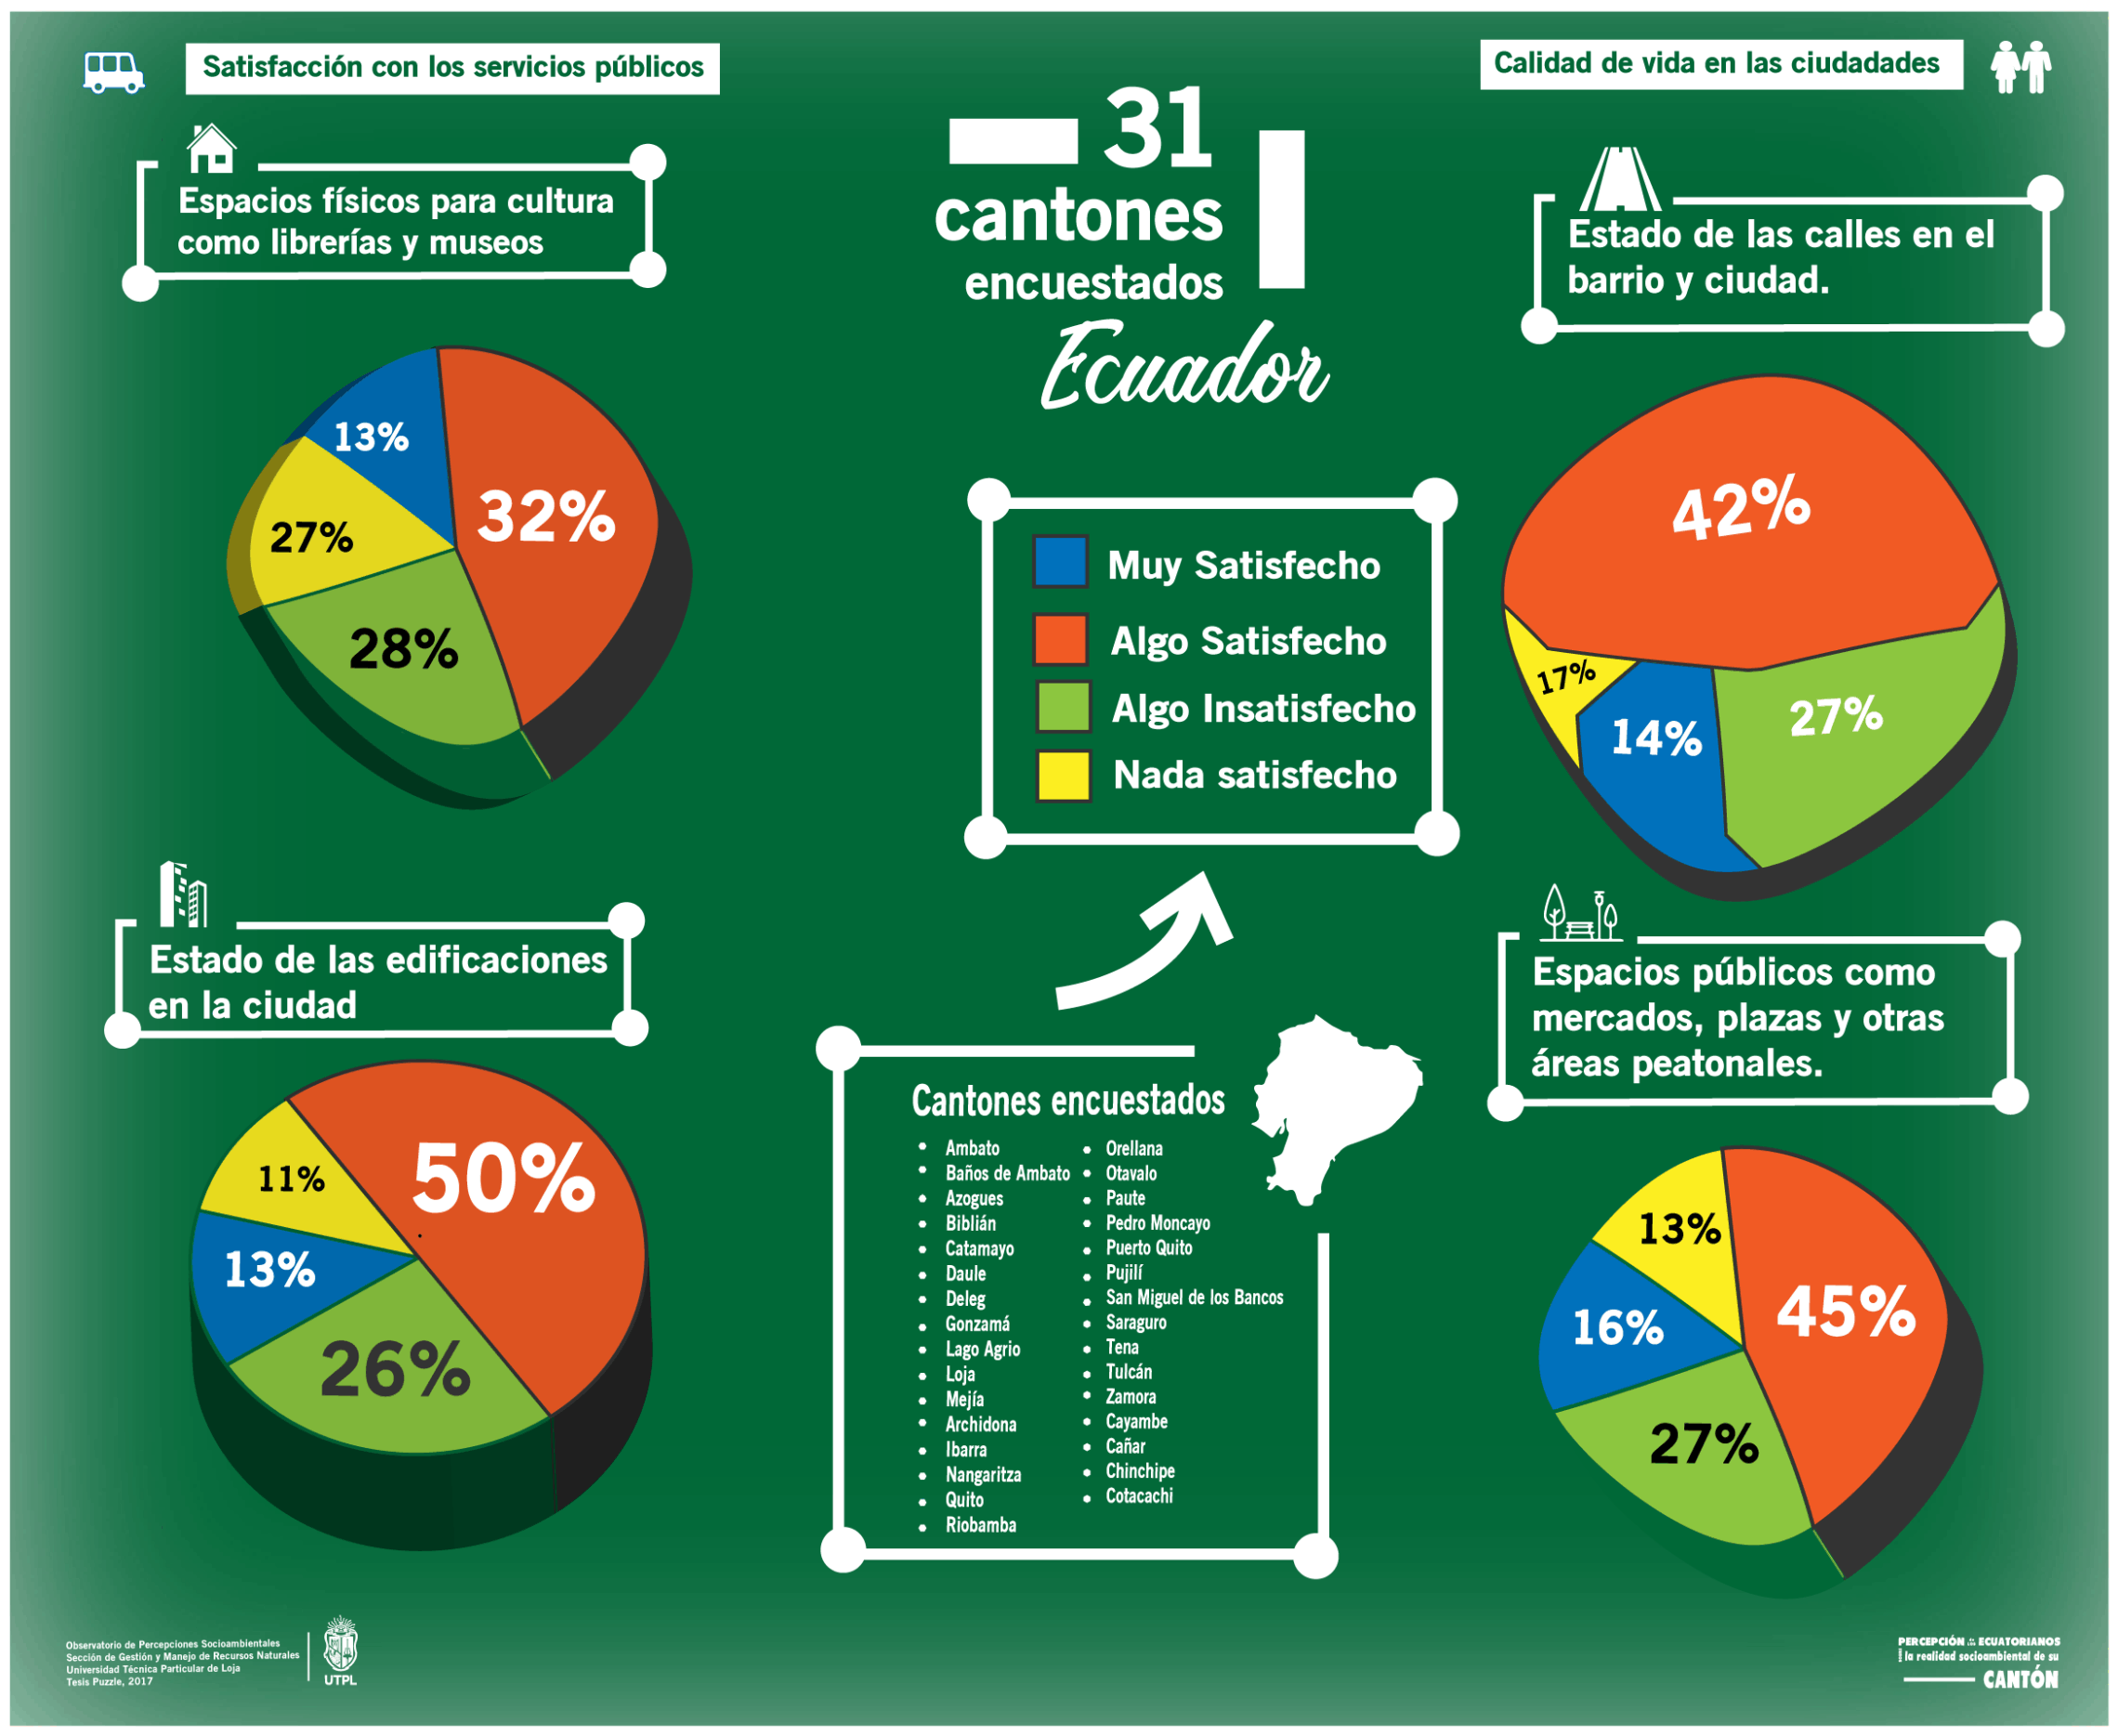 Satisfacción con los servicios públicos
Espacios físicos para cultura
como librerías y museos
13%
32%
27%
28%
Estado de las edificaciones
en la ciudad
50%
11%
13%
26%
31
cantones
encuestados
Ecuador
Muy Satisfecho
Algo Satisfecho
Algo Insatisfecho
Nada satisfecho
Cantones encuestados
Ambato
Baños de Ambato
Azogues
Biblián
Catamayo
Daule
Deleg
Gonzamá
Lago Agrio
Loja
Mejía
Archidona
Ibarra
Nangaritza
Quito
Riobamba
Orellana
Otavalo
Paute
Pedro Moncayo
Puerto Quito
Pujilí
San Miguel de los Bancos
Saraguro
Tena
Tulcán
Zamora
Cayambe
Cañar
Chinchipe
Cotacachi
Calidad de vida en las ciudadades
Estado de las calles en el
barrio y ciudad.
42%
17%
14%
27%
Espacios públicos como
mercados, plazas y otras
áreas peatonales.
13%
45%
16%
27%
Observatorio de Percepciones Socioambientales
Sección de Gestión y Manejo de Recursos Naturales
Universidad Técnica Particular de Loja
Tesis Puzzle, 2017
UTPL
PERCEPCIÓN ECUATORIANOS
la realidad socioambiental de su
CANTÓN